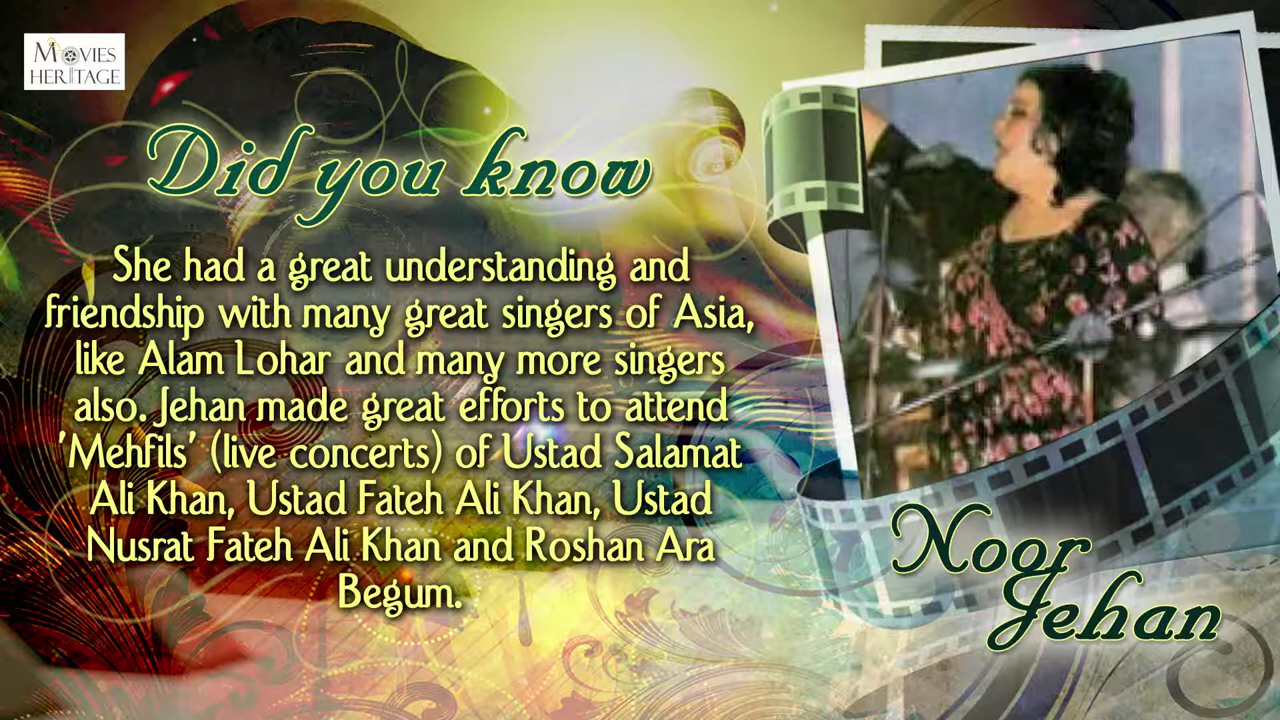 MOVIES
HERITAGE
Did you know
She had a great understanding and
friendship with many great singers of Asia,
like Alam Lohar and many more singers
also. Jehan made great efforts to attend
'Mehfils' (live concerts) of Ustad Salamat
Ali Khan, Ustad Fateh Ali Khan, Ustad
Nusrat Fateh Ali Khan and Roshan Ara
Begum.
Noor
Jehan